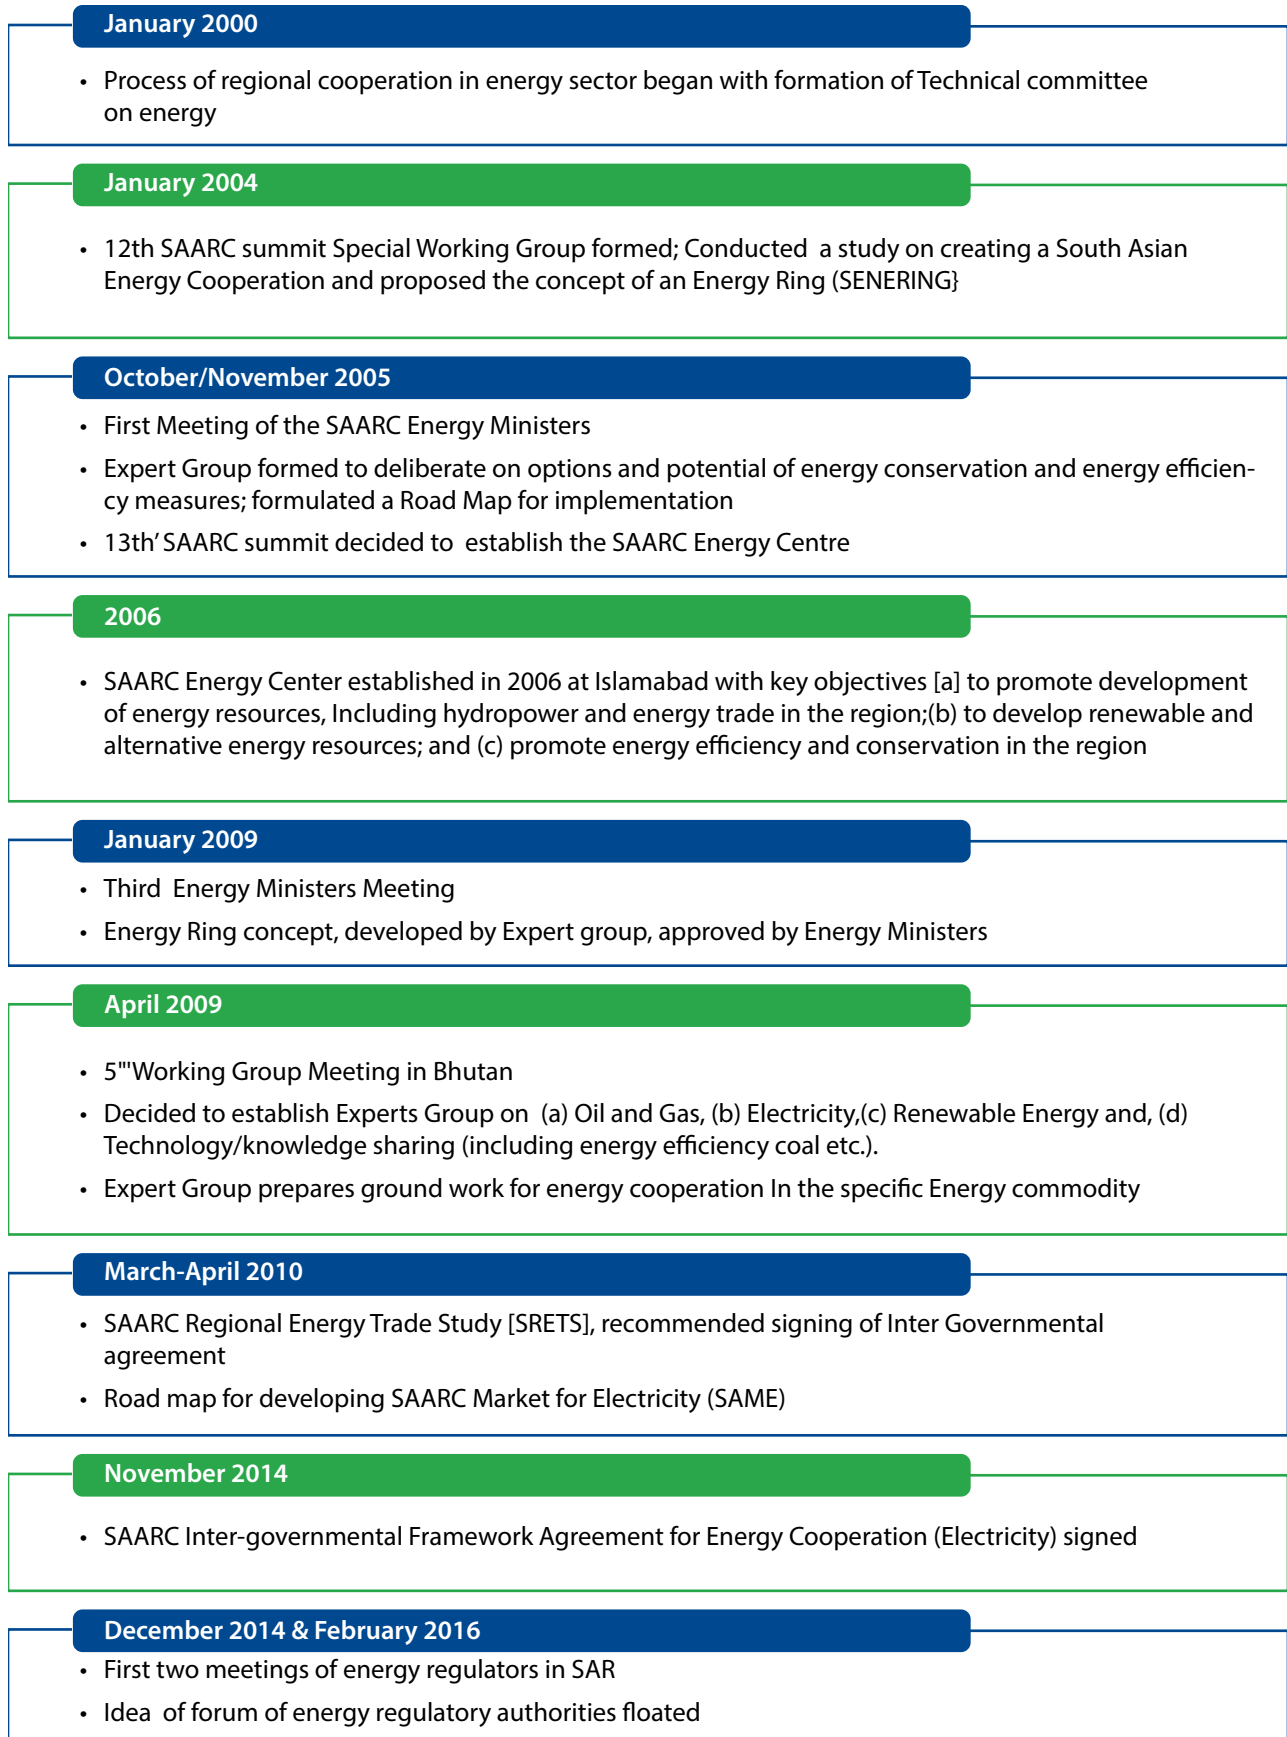 January 2000
• Process of regional cooperation in energy sector began with formation of Technical committee
on energy
January 2004
• 12th SAARC summit Special Working Group formed; Conducted  a study on creating a South Asian
Energy Cooperation and proposed the concept of an Energy Ring (SENERING}
October/November 2005
• First Meeting of the SAARC Energy Ministers
• Expert Group formed to deliberate on options and potential of energy conservation and energy efficien-
cy measures; formulated a Road Map for implementation
• 13th' SAARC summit decided to  establish the SAARC Energy Centre
2006
• SAARC Energy Center established in 2006 at Islamabad with key objectives [a] to promote development
of energy resources, Including hydropower and energy trade in the region;(b) to develop renewable and
alternative energy resources; and (c) promote energy efficiency and conservation in the region
January 2009
• Third  Energy Ministers Meeting
• Energy Ring concept, developed by Expert group, approved by Energy Ministers
April 2009
• 5"'Working Group Meeting in Bhutan
• Decided to establish Experts Group on  (a) Oil and Gas, (b) Electricity,(c) Renewable Energy and, (d)
Technology/knowledge sharing (including energy efficiency coal etc.).
• Expert Group prepares ground work for energy cooperation In the specific Energy commodity
March-April 2010
• SAARC Regional Energy Trade Study [SRETS], recommended signing of Inter Governmental
agreement
• Road map for developing SAARC Market for Electricity (SAME)
November 2014
• SAARC Inter-governmental Framework Agreement for Energy Cooperation (Electricity) signed
December 2014 & February 2016
• First two meetings of energy regulators in SAR
• Idea  of forum of energy regulatory authorities floated